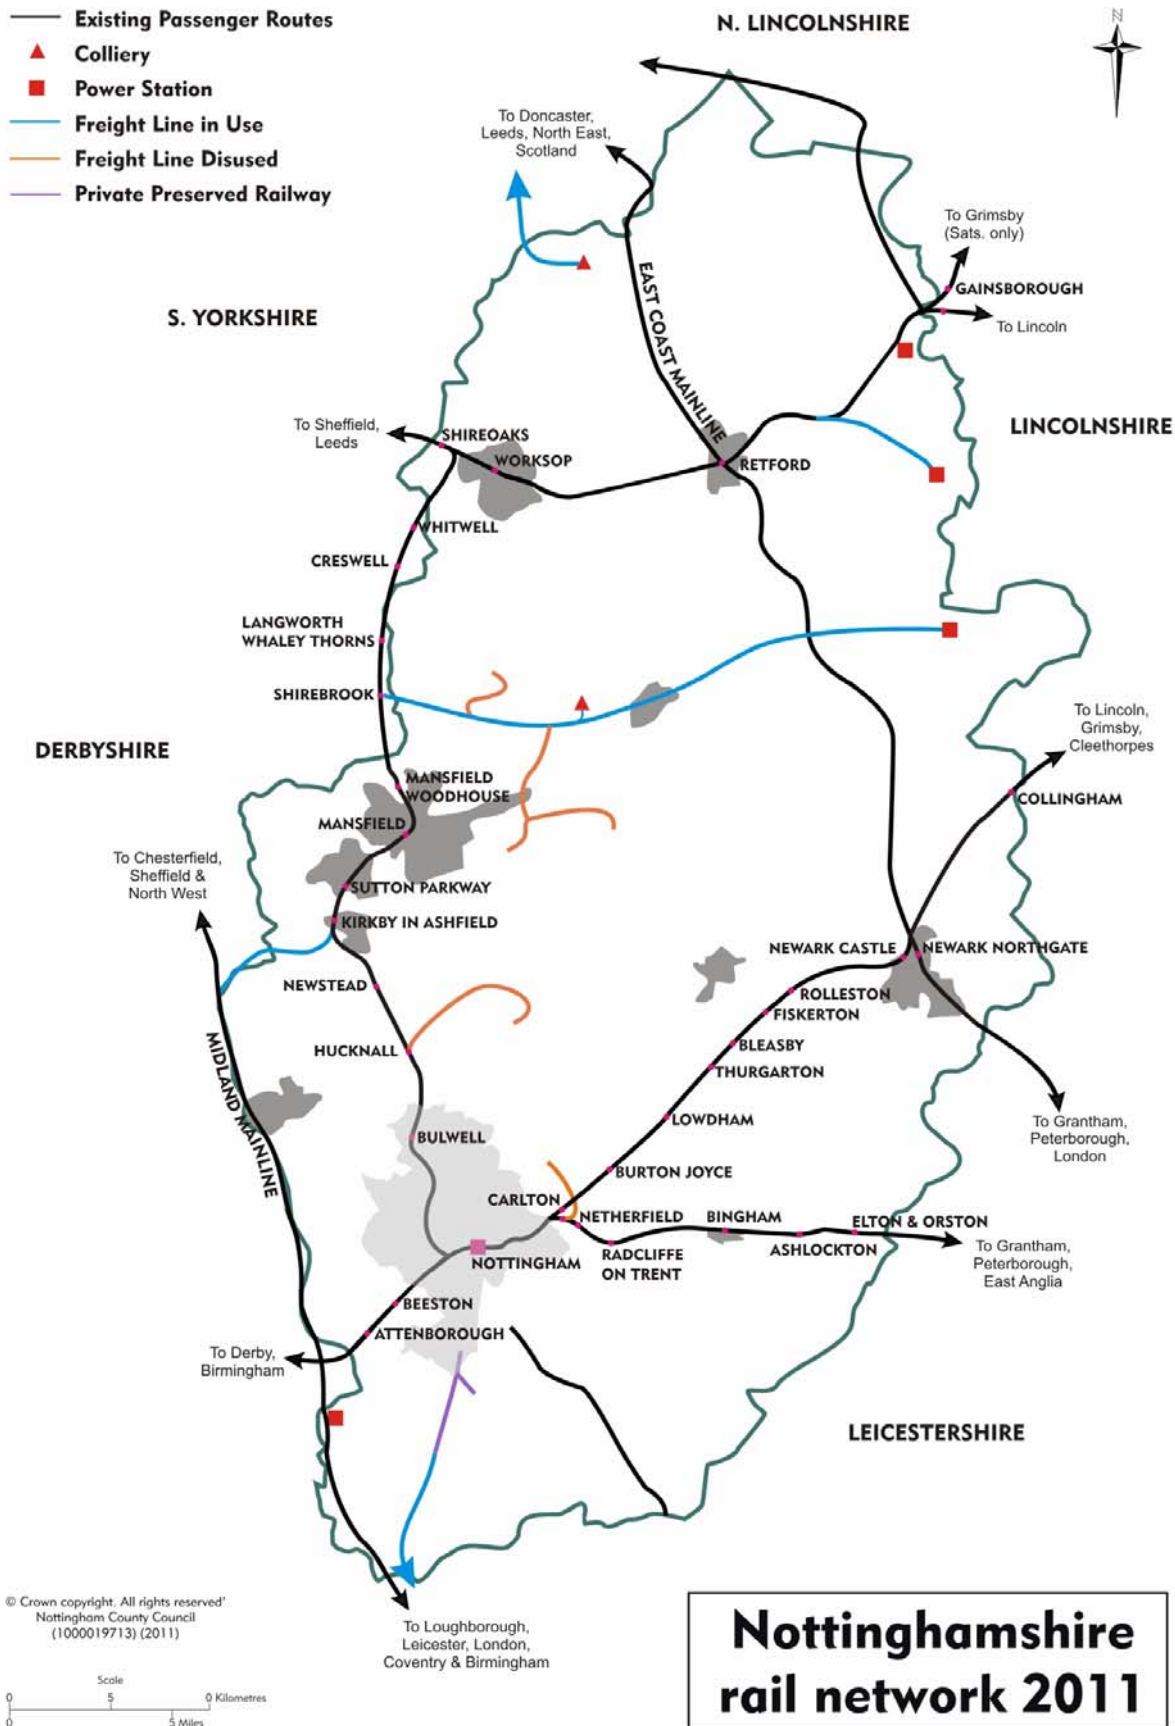 Existing Passenger Routes
Colliery
Power Station
Freight Line in Use
Freight Line Disused
Private Preserved Railway
N. LINCOLNSHIRE
N
To Doncaster,
Leeds, North East,
Scotland
To Grimsby
(Sats. only)
GAINSBOROUGH
To Lincoln
S. YORKSHIRE
EAST COAST MAINLINE
LINCOLNSHIRE
To Sheffield,
Leeds
SHIREOAKS
WORKSOP
RETFORD
WHITWELL
CRESWELL
LANGWORTH
WHALEY THORNS
SHIREBROOK
DERBYSHIRE
To Lincoln,
Grimsby,
Cleethorpes
MANSFIELD
WOODHOUSE
COLLINGHAM
MANSFIELD
To Chesterfield,
Sheffield &
North West
SUTTON PARKWAY
KIRKBY IN ASHFIELD
NEWARK CASTLE
NEWARK NORTHGATE
NEWSTEAD
ROLLESTON
FISKERTON
HUCKNALL
BLEASBY
THURGARTON
MIDLAND MAINLINE
LOWDHAM
To Grantham,
Peterborough,
London
BULWELL
BURTON JOYCE
CARLTON
NETHERFIELD
BINGHAM
ELTON & ORSTON
NOTTINGHAM
RADCLIFFE
ON TRENT
ASHLOCKTON
To Grantham,
Peterborough,
East Anglia
BEESTON
ATTENBOROUGH
To Derby,
Birmingham
LEICESTERSHIRE
© Crown copyright. All rights reserved'
Nottingham County Council
(1000019713) (2011)
To Loughborough,
Leicester, London,
Coventry & Birmingham
Scale
0 5 0 Kilometres
0 5 Miles
Nottinghamshire
rail network 2011